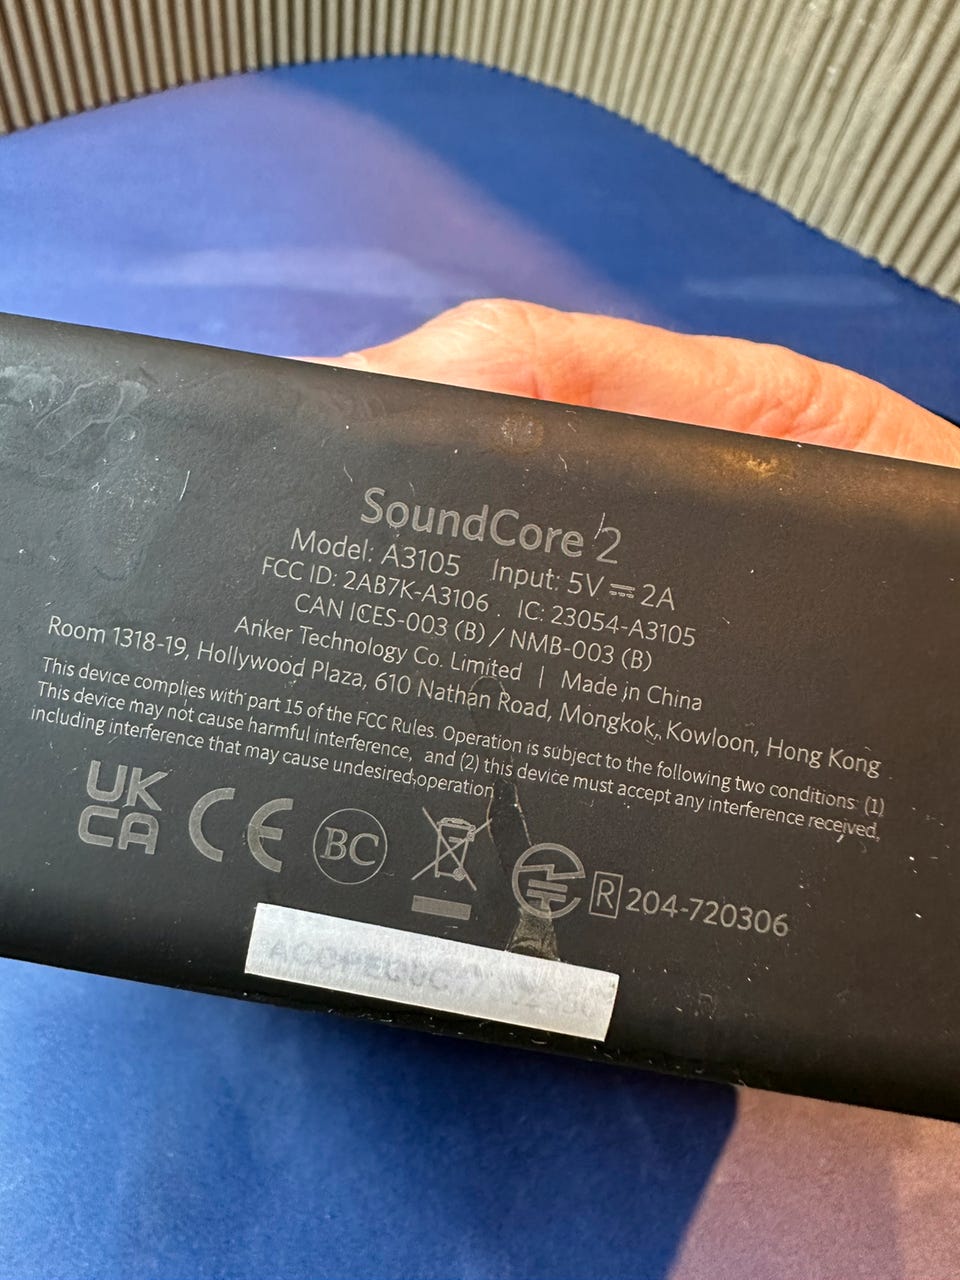 SoundCore 2
Model: A3105 Input: 5V⎓2A
FCC ID: 2AB7K-A3106 IC: 23054-A3105
CAN ICES-003 (B) / NMB-003 (B)
Anker Technology Co. Limited | Made in China
Room 1318-19, Hollywood Plaza, 610 Nathan Road, Mongkok, Kowloon, Hong Kong
This device complies with part 15 of the FCC Rules. Operation is subject to the following two conditions: (1)
This device may not cause harmful interference, and (2) this device must accept any interference received,
including interference that may cause undesired operation
UK
CA CE BC R 204-720306